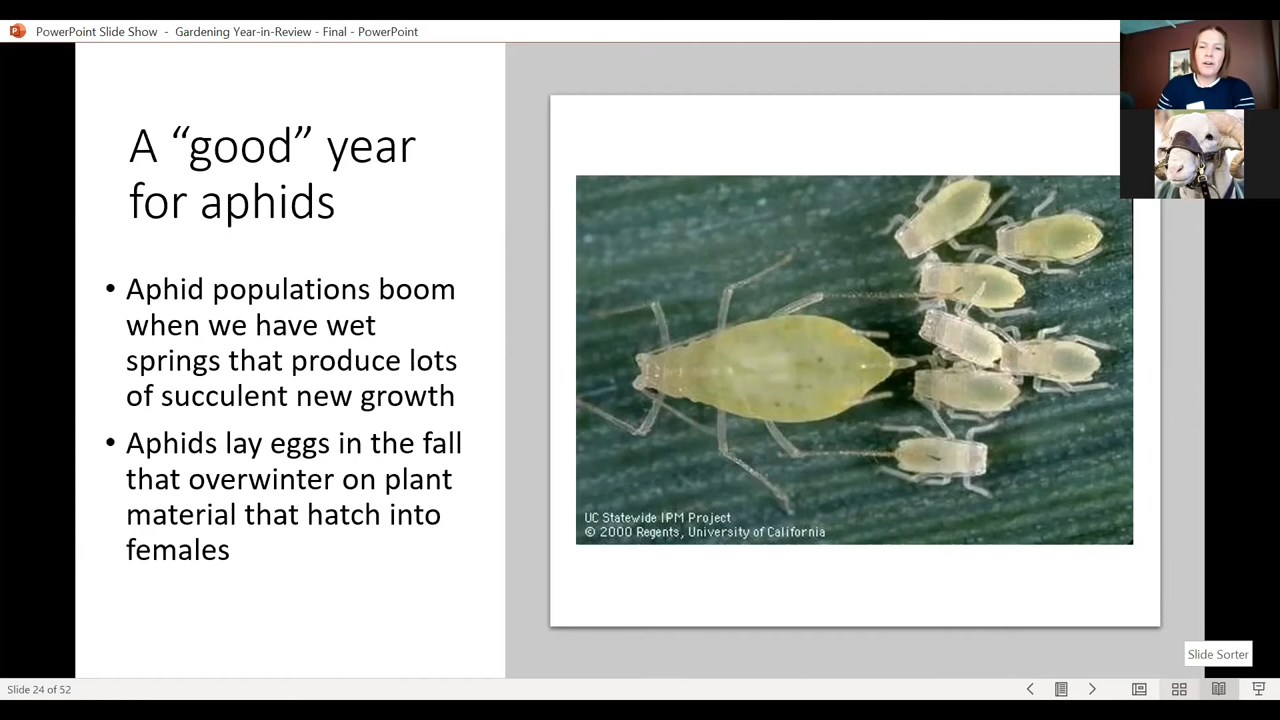 PowerPoint Slide Show - Gardening Year-in-Review - Final - PowerPoint
A “good” year
for aphids
• Aphid populations boom
when we have wet
springs that produce lots
of succulent new growth
• Aphids lay eggs in the fall
that overwinter on plant
material that hatch into
females
UC Statewide IPM Project
© 2000 Regents, University of California
Slide Sorter
Slide 24 of 52